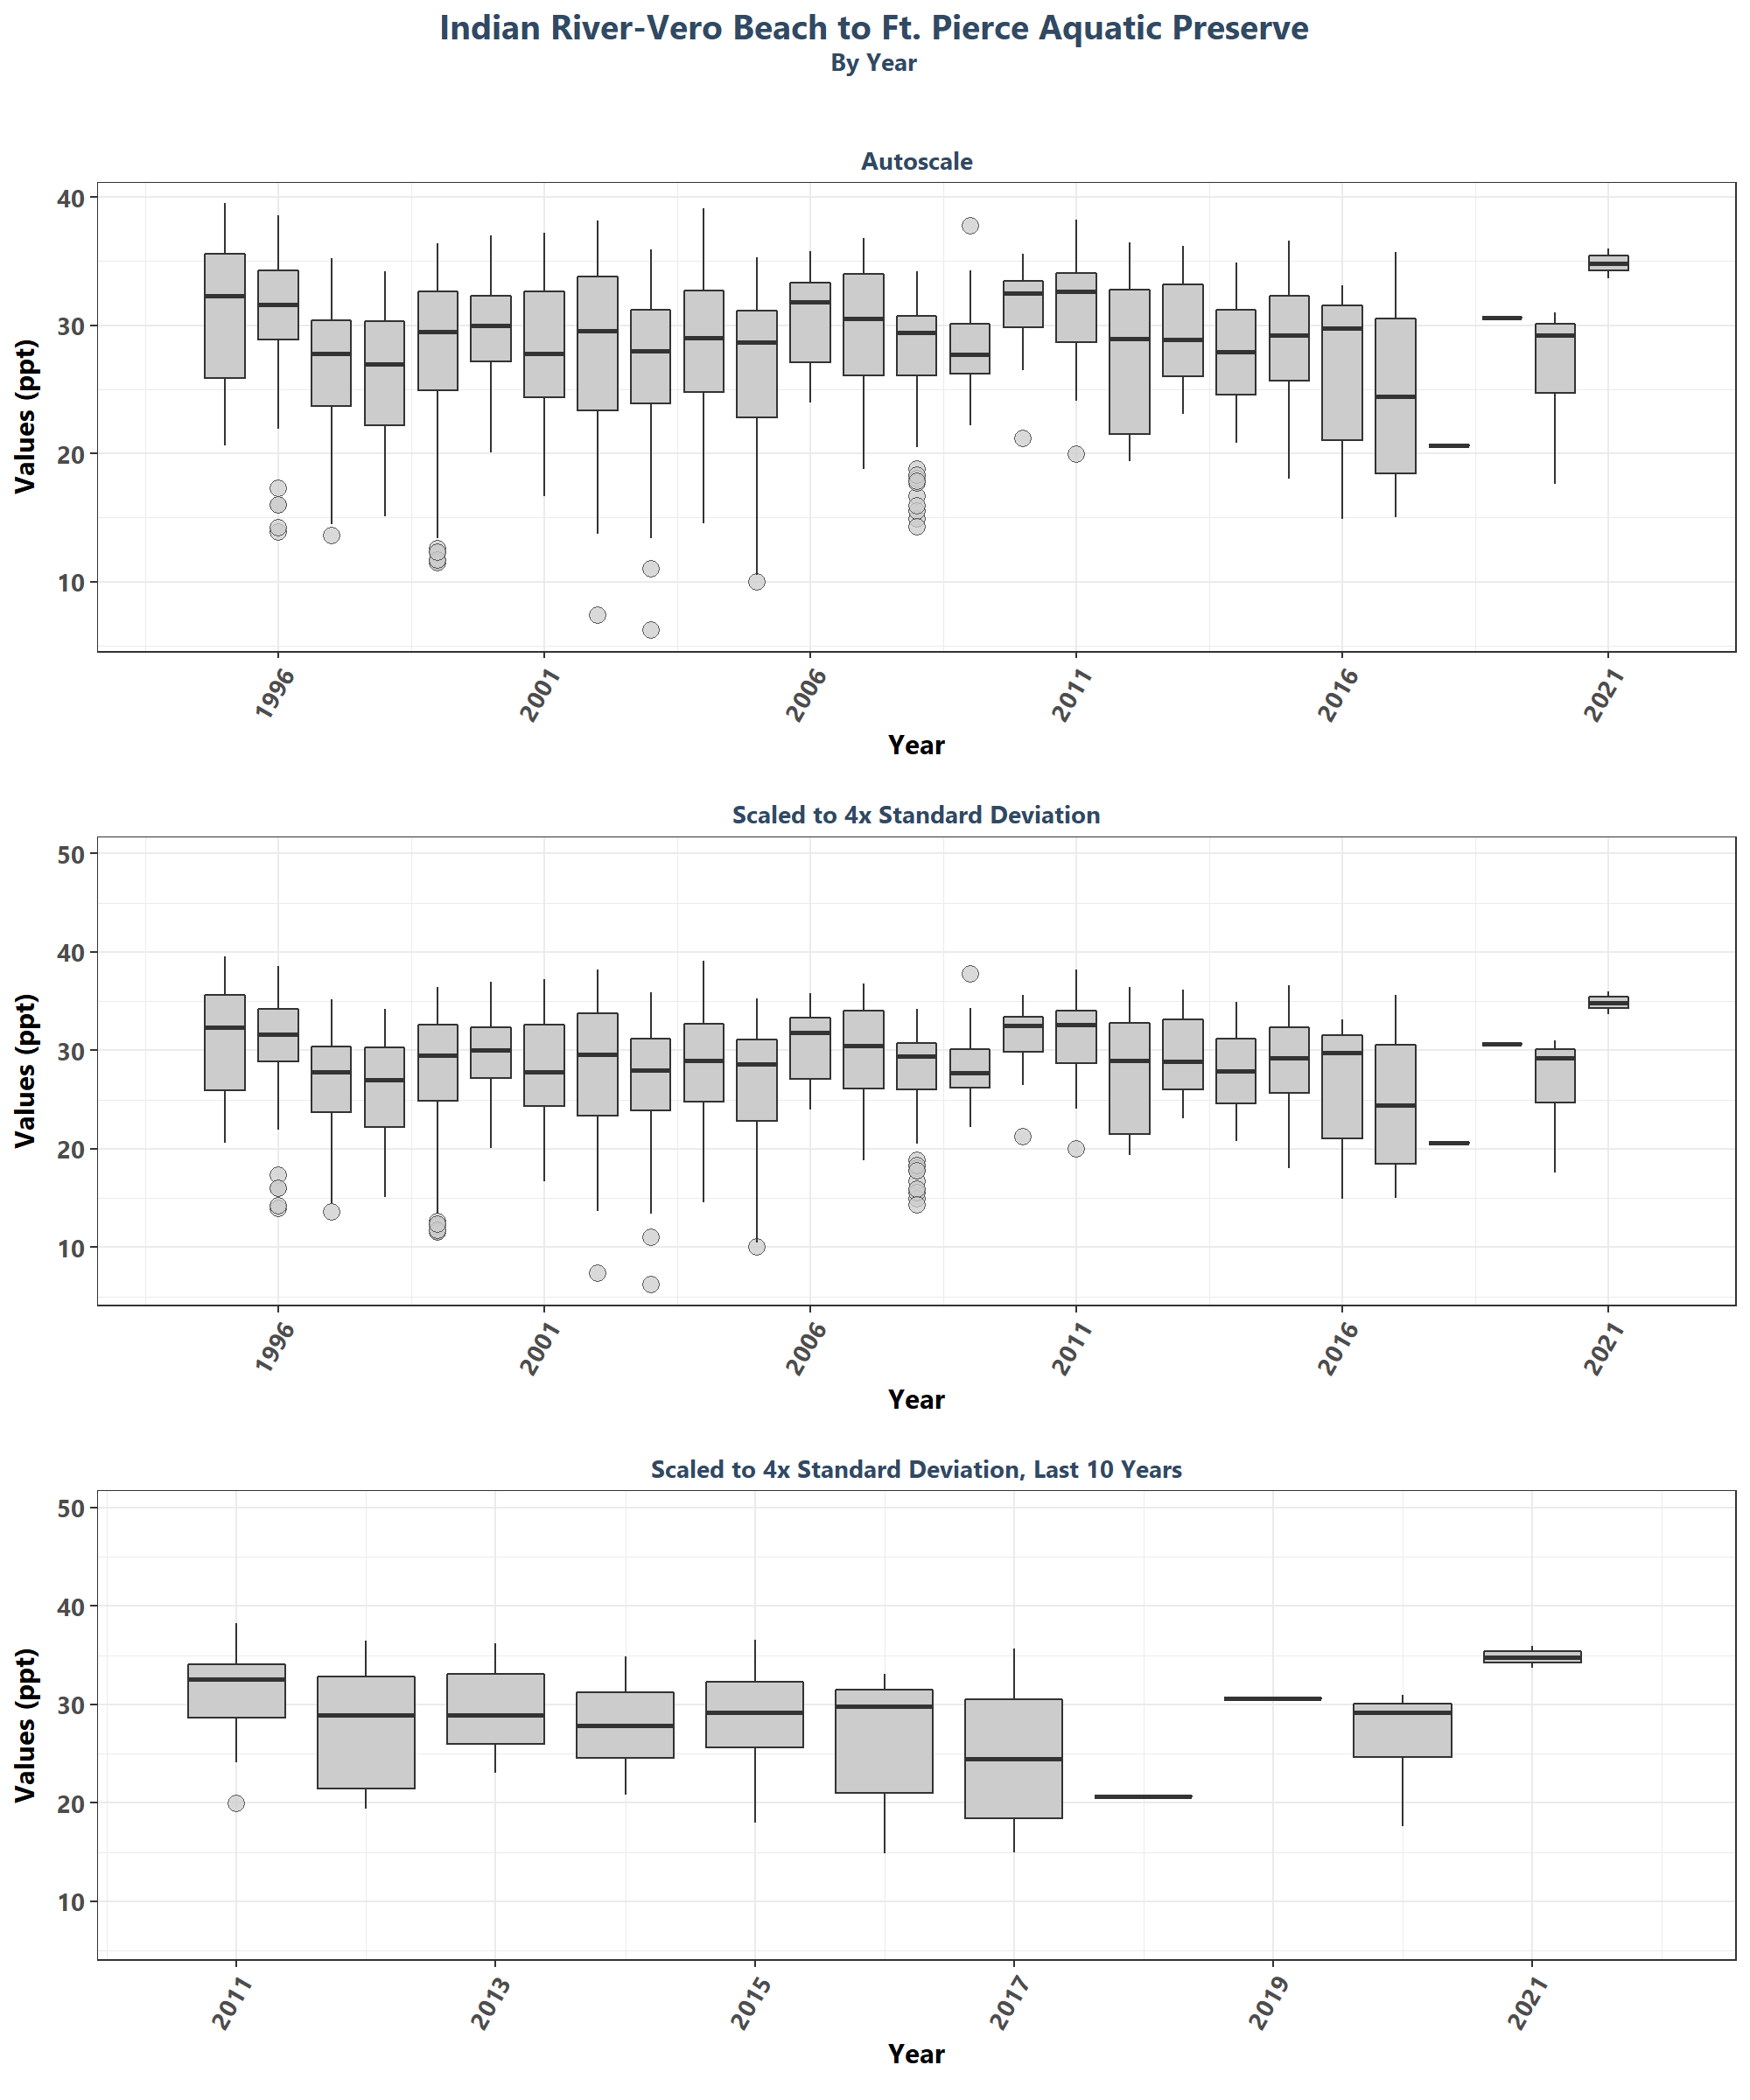 Indian River-Vero Beach to Ft. Pierce Aquatic Preserve
By Year
Autoscale
Values (ppt)
40
30
20
10
1996
2001
2006
2011
2016
2021
Year
Scaled to 4x Standard Deviation
Values (ppt)
50
40
30
20
10
1996
2001
2006
2011
2016
2021
Year
Scaled to 4x Standard Deviation, Last 10 Years
Values (ppt)
50
40
30
20
10
2011
2013
2015
2017
2019
2021
Year